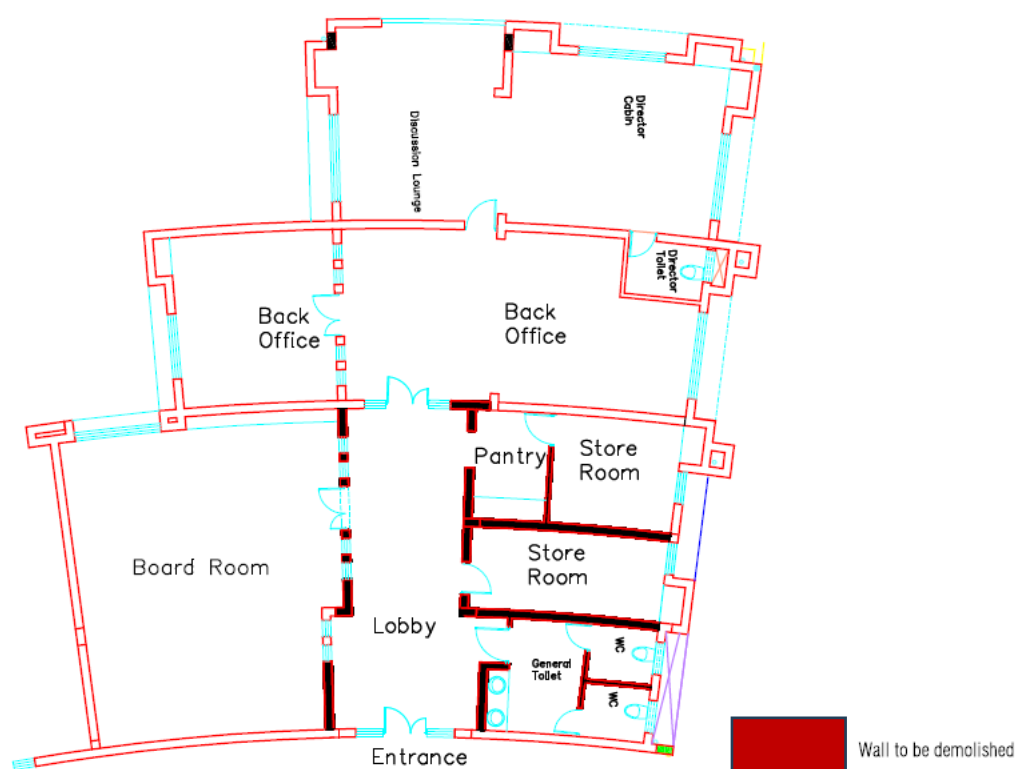 Discussion Lounge
Director
Cabin
Director
Toilet
Back
Office
Back
Office
Pantry
Store
Room
Store
Room
Board Room
Lobby
WC
General
Toilet
WC
Entrance
Wall to be demolished